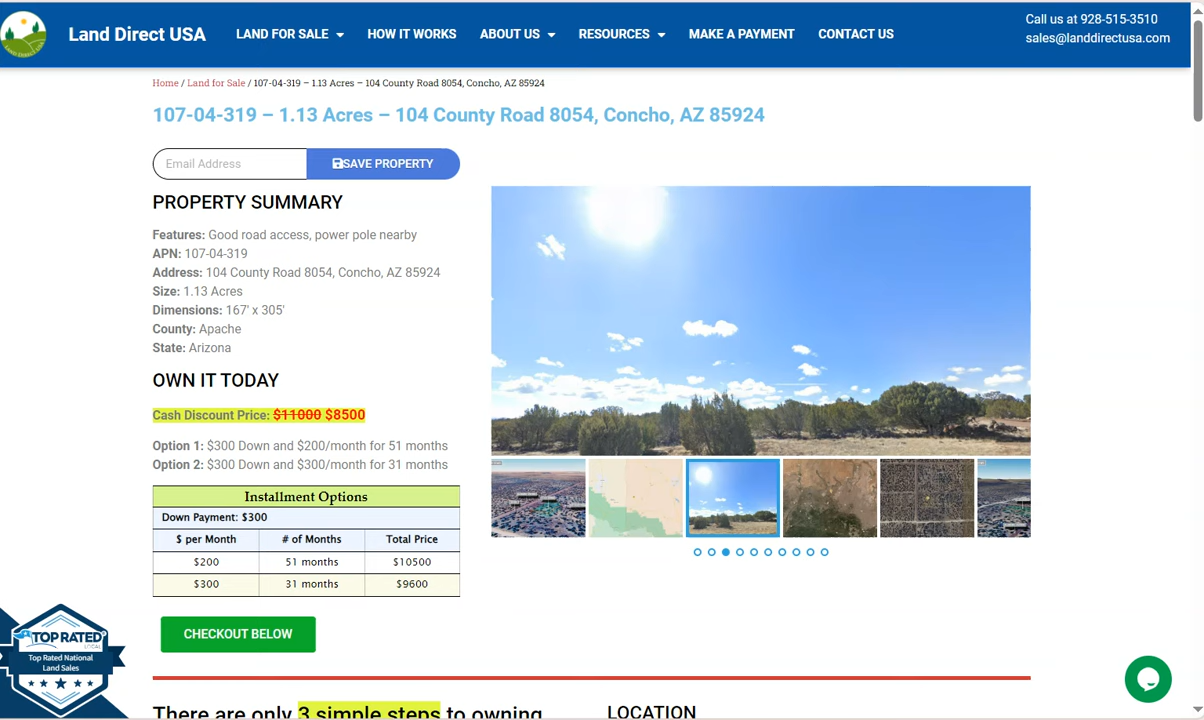 Land Direct USA
LAND FOR SALE
HOW IT WORKS
ABOUT US
RESOURCES
MAKE A PAYMENT
CONTACT US
Call us at 928-515-3510
sales@landdirectusa.com
Home / Land for Sale / 107-04-319 – 1.13 Acres – 104 County Road 8054, Concho, AZ 85924
107-04-319 – 1.13 Acres – 104 County Road 8054, Concho, AZ 85924
Email Address
SAVE PROPERTY
PROPERTY SUMMARY
Features: Good road access, power pole nearby
APN: 107-04-319
Address: 104 County Road 8054, Concho, AZ 85924
Size: 1.13 Acres
Dimensions: 167' x 305'
County: Apache
State: Arizona
OWN IT TODAY
Cash Discount Price: $11000 $8500
Option 1: $300 Down and $200/month for 51 months
Option 2: $300 Down and $300/month for 31 months
Installment Options
Down Payment: $300
$ per Month # of Months Total Price
$200 51 months $10500
$300 31 months $9600
CHECKOUT BELOW
TOP RATED
LOCAL
Top Rated National
Land Sales
There are only 3 simple steps to owning
LOCATION